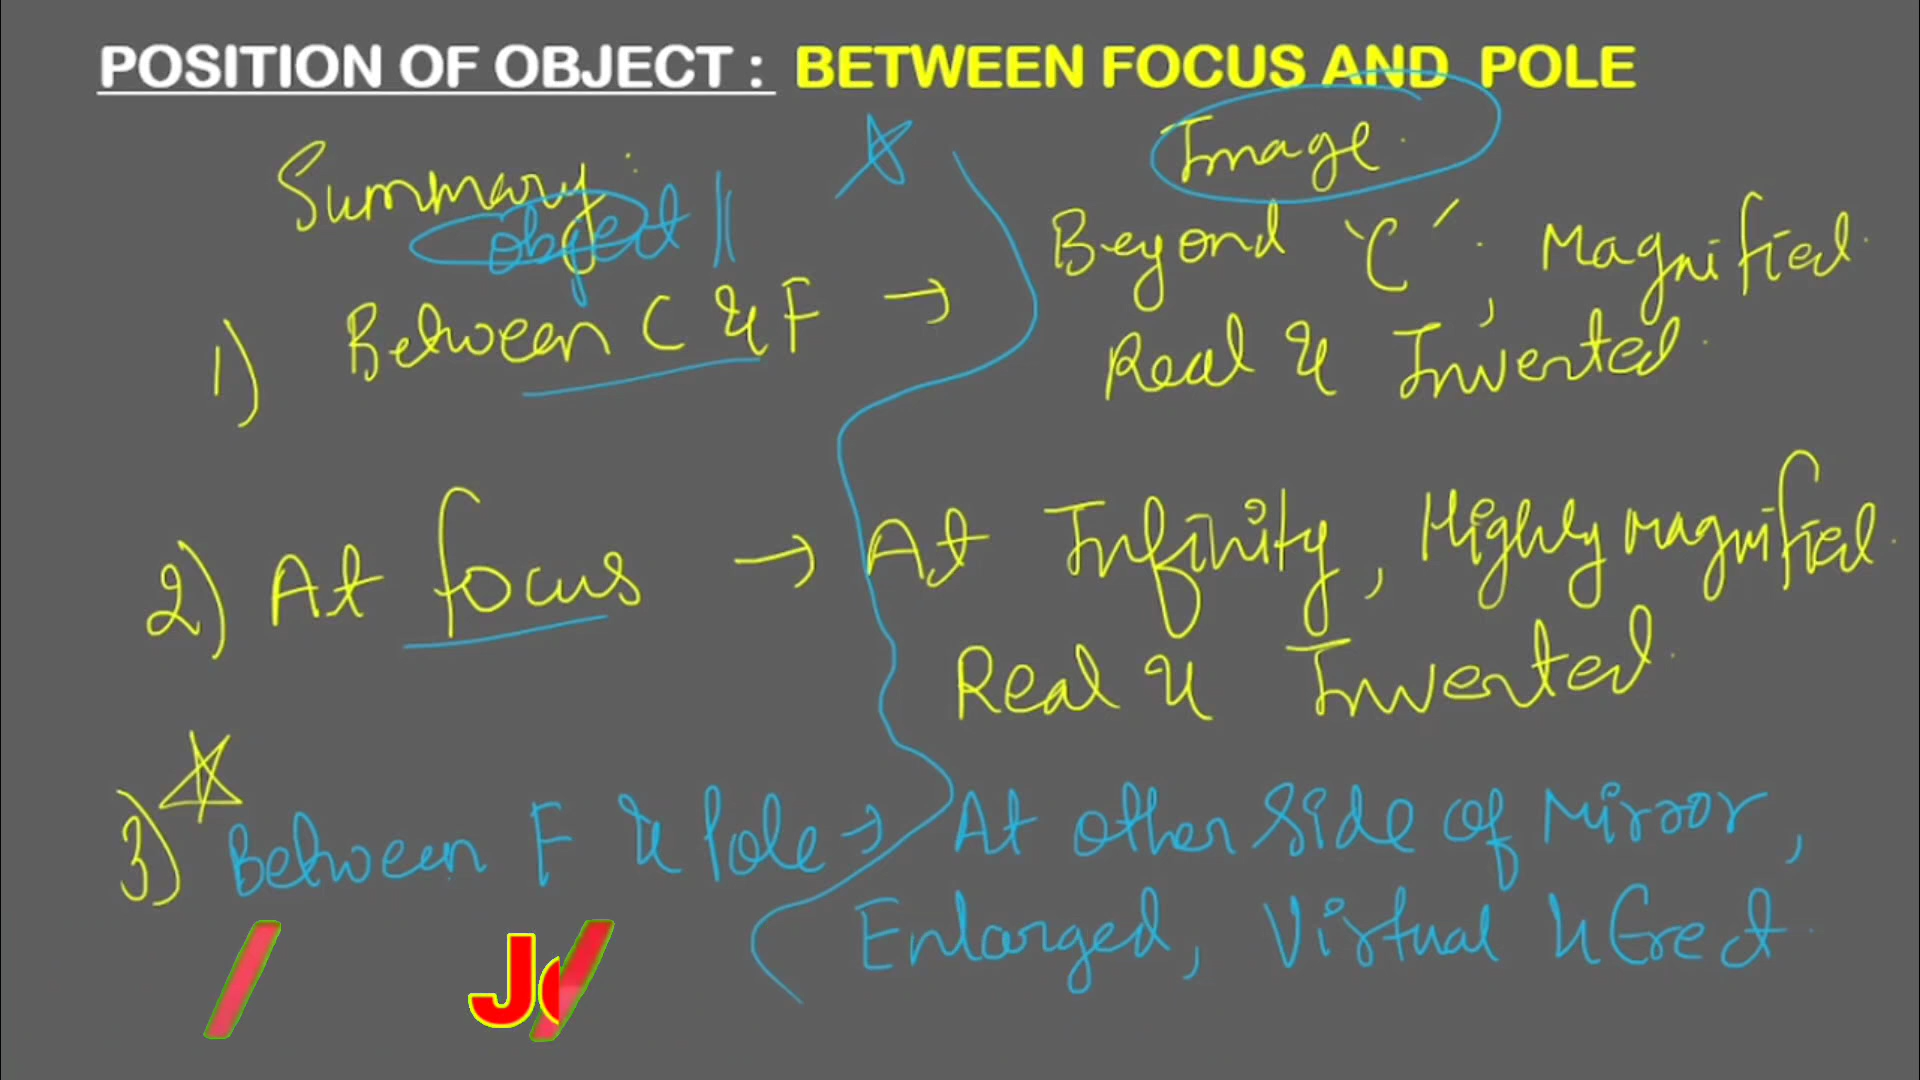 POSITION OF OBJECT : BETWEEN FOCUS AND POLE
Summary :
object
Image.
1) Between C & F → Beyond 'C', Magnified.
Real & Inverted.
2) At focus → At Infinity, Highly magnified.
Real & Inverted
3) Between F & Pole → At other side of Mirror,
Enlarged, Virtual & Erect.